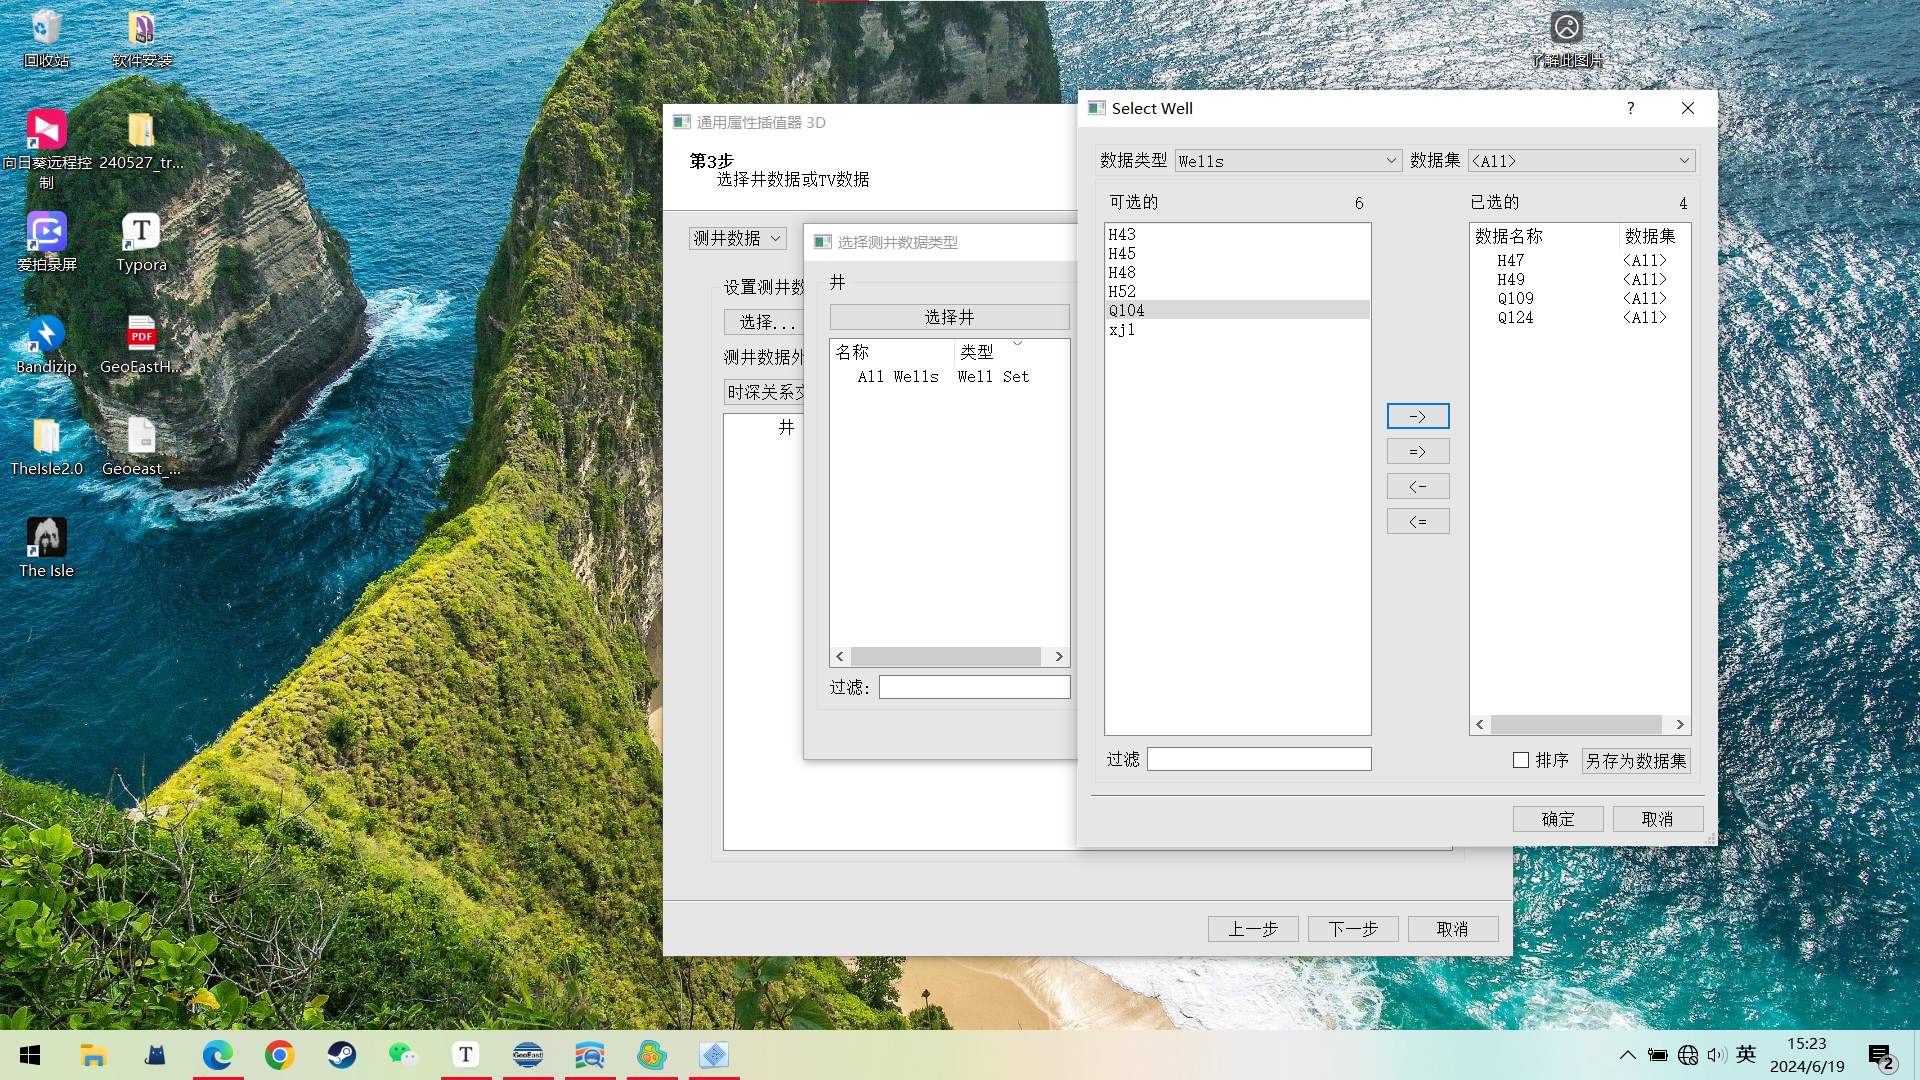 回收站
软件安装
了解此图片
向日葵远程控制
240527_tr...
爱拍录屏
Typora
Bandizip
GeoEastH...
TheIsle2.0
Geoeast_...
The Isle
通用属性插值器 3D
第3步
选择井数据或TV数据
测井数据
设置测井数
选择...
测井数据外
时深关系交
井
上一步
下一步
取消
选择测井数据类型
井
选择井
名称 类型
All Wells Well Set
过滤:
Select Well
?
数据类型 Wells 数据集 <All>
可选的 6
已选的 4
H43
H45
H48
H52
Q104
xj1
->
=>
<-
<=
数据名称 数据集
H47 <All>
H49 <All>
Q109 <All>
Q124 <All>
过滤
排序
另存为数据集
确定
取消
PDF
T
GeoEast
英
15:23
2024/6/19
2